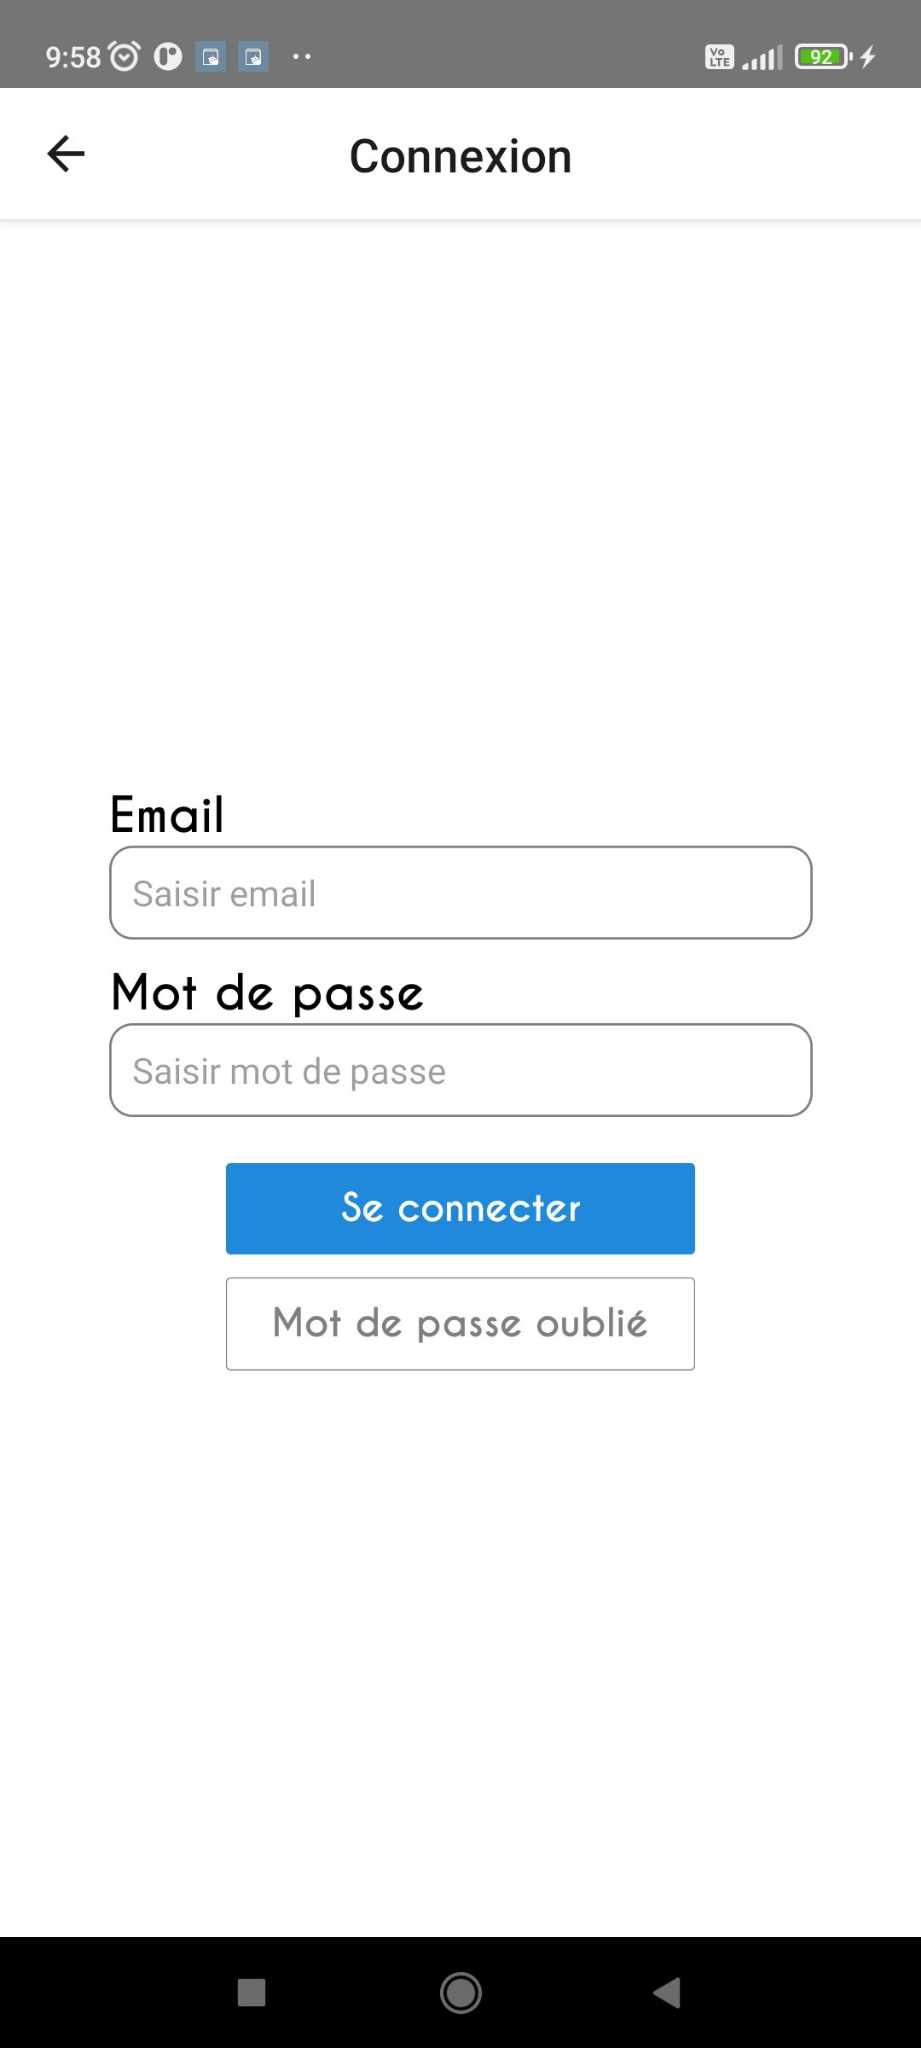 9:58
Vo LTE
92
Connexion
Email
Saisir email
Mot de passe
Saisir mot de passe
Se connecter
Mot de passe oublié